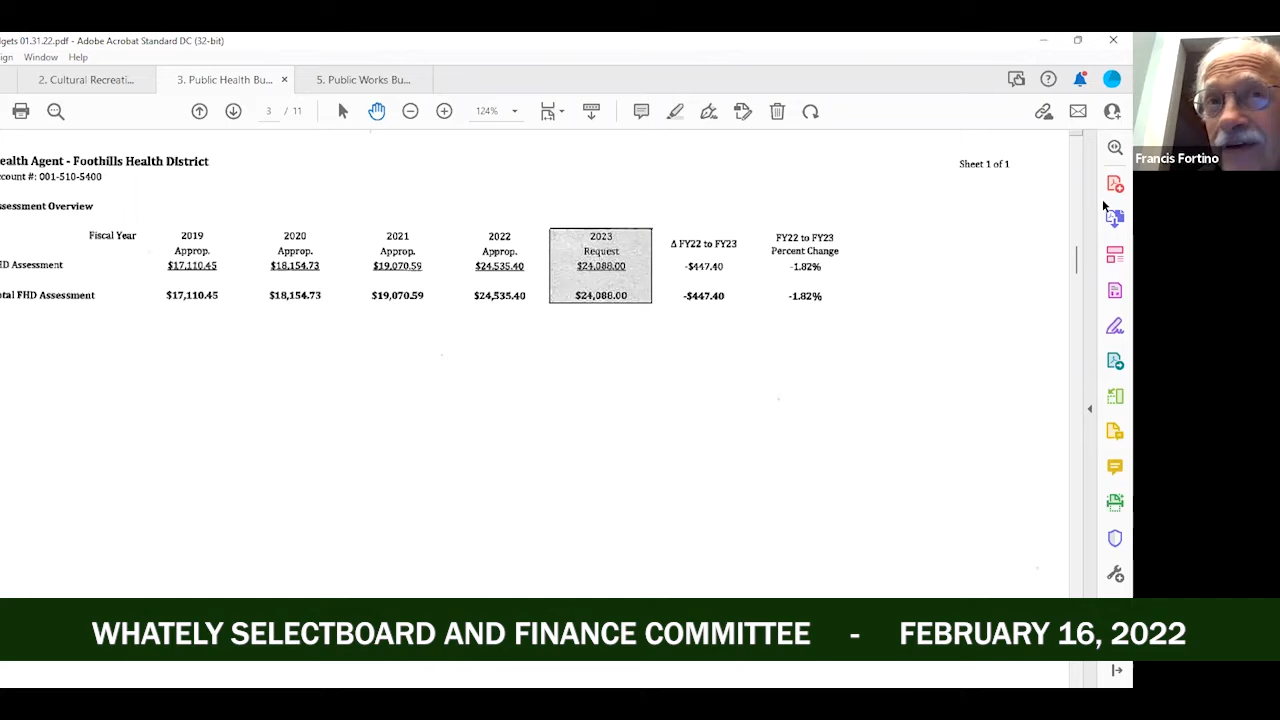 dgets 01.31.22.pdf - Adobe Acrobat Standard DC (32-bit)
ign Window Help
2. Cultural Recreati...
3. Public Health Bu... ×
5. Public Works Bu...
3 / 11
124%
ealth Agent - Foothills Health District
Sheet 1 of 1
count #: 001-510-5400
ssessment Overview
Fiscal Year 2019 2020 2021 2022 2023 Δ FY22 to FY23 FY22 to FY23
Approp. Approp. Approp. Approp. Request Percent Change
HD Assessment $17,110.45 $18,154.73 $19,070.59 $24,535.40 $24,088.00 -$447.40 -1.82%
otal FHD Assessment $17,110.45 $18,154.73 $19,070.59 $24,535.40 $24,088.00 -$447.40 -1.82%
Francis Fortino
WHATELY SELECTBOARD AND FINANCE COMMITTEE - FEBRUARY 16, 2022